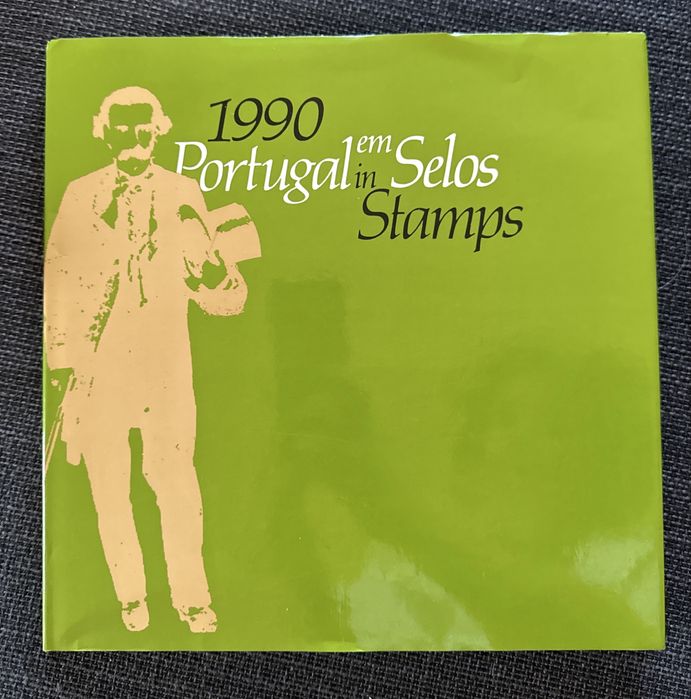 1990
Portugal em Selos
in
Stamps